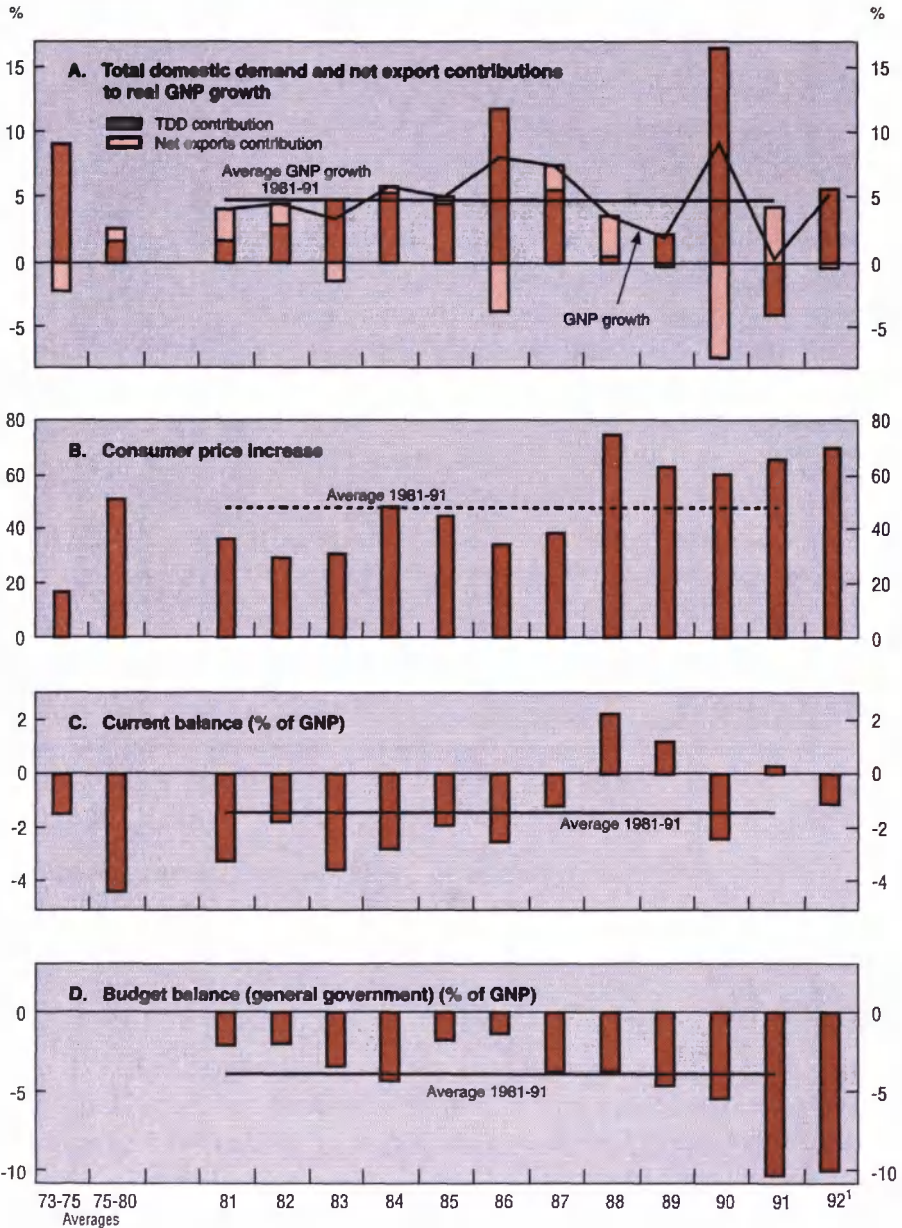 % %
A. Total domestic demand and net export contributions
to real GNP growth
TDD contribution
Net exports contribution
Average GNP growth
1981-91
GNP growth
15 15
10 10
5 5
0 0
-5 -5
B. Consumer price increase
Average 1981-91
80 80
60 60
40 40
20 20
0 0
C. Current balance (% of GNP)
Average 1981-91
2 2
0 0
-2 -2
-4 -4
D. Budget balance (general government) (% of GNP)
Average 1981-91
0 0
-5 -5
-10 -10
73-75 75-80 81 82 83 84 85 86 87 88 89 90 91 92¹
Averages